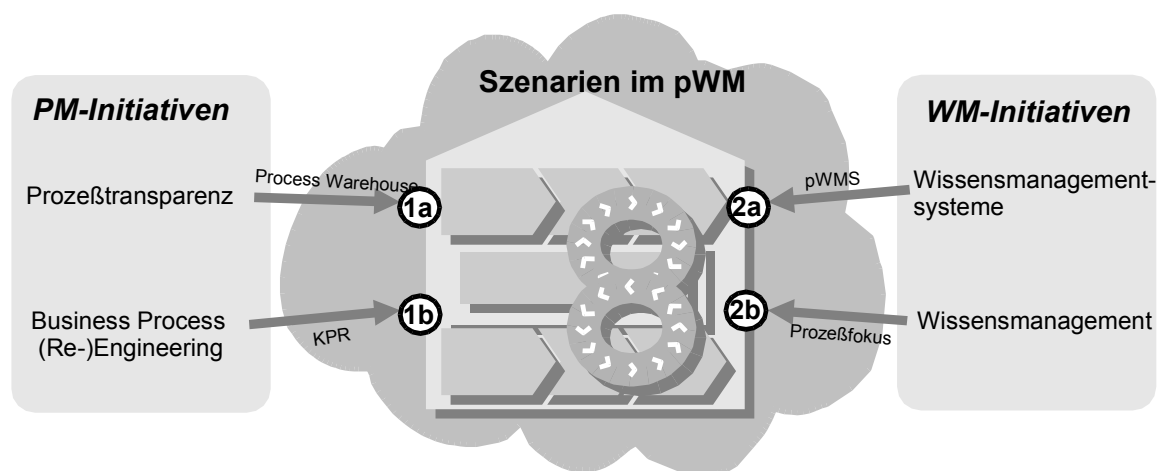 Szenarien im pWM
PM-Initiativen
Prozeßtransparenz
Process Warehouse
1a
Business Process
(Re-)Engineering
KPR
1b
WM-Initiativen
2a
pWMS
Wissensmanagement-
systeme
2b
Prozeßfokus
Wissensmanagement